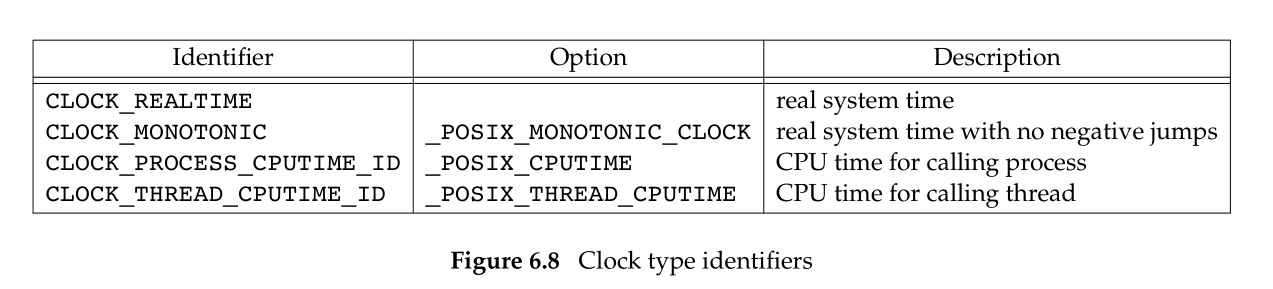 Identifier Option Description
CLOCK_REALTIME real system time
CLOCK_MONOTONIC _POSIX_MONOTONIC_CLOCK real system time with no negative jumps
CLOCK_PROCESS_CPUTIME_ID _POSIX_CPUTIME CPU time for calling process
CLOCK_THREAD_CPUTIME_ID _POSIX_THREAD_CPUTIME CPU time for calling thread
Figure 6.8 Clock type identifiers